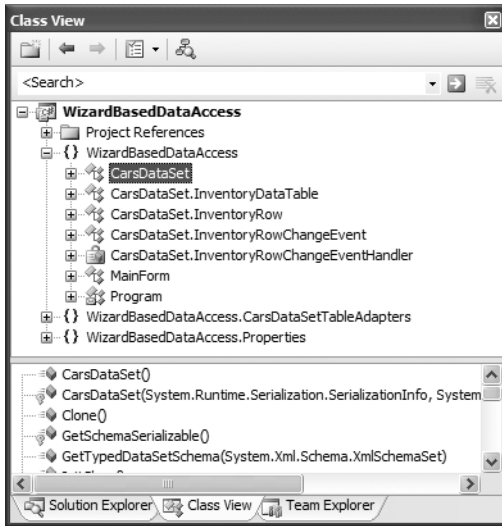 Class View
<Search>
WizardBasedDataAccess
Project References
{} WizardBasedDataAccess
CarsDataSet
CarsDataSet.InventoryDataTable
CarsDataSet.InventoryRow
CarsDataSet.InventoryRowChangeEvent
CarsDataSet.InventoryRowChangeEventHandler
MainForm
Program
{} WizardBasedDataAccess.CarsDataSetTableAdapters
{} WizardBasedDataAccess.Properties
CarsDataSet()
CarsDataSet(System.Runtime.Serialization.SerializationInfo, System
Clone()
GetSchemaSerializable()
GetTypedDataSetSchema(System.Xml.Schema.XmlSchemaSet)
Solution Explorer Class View Team Explorer